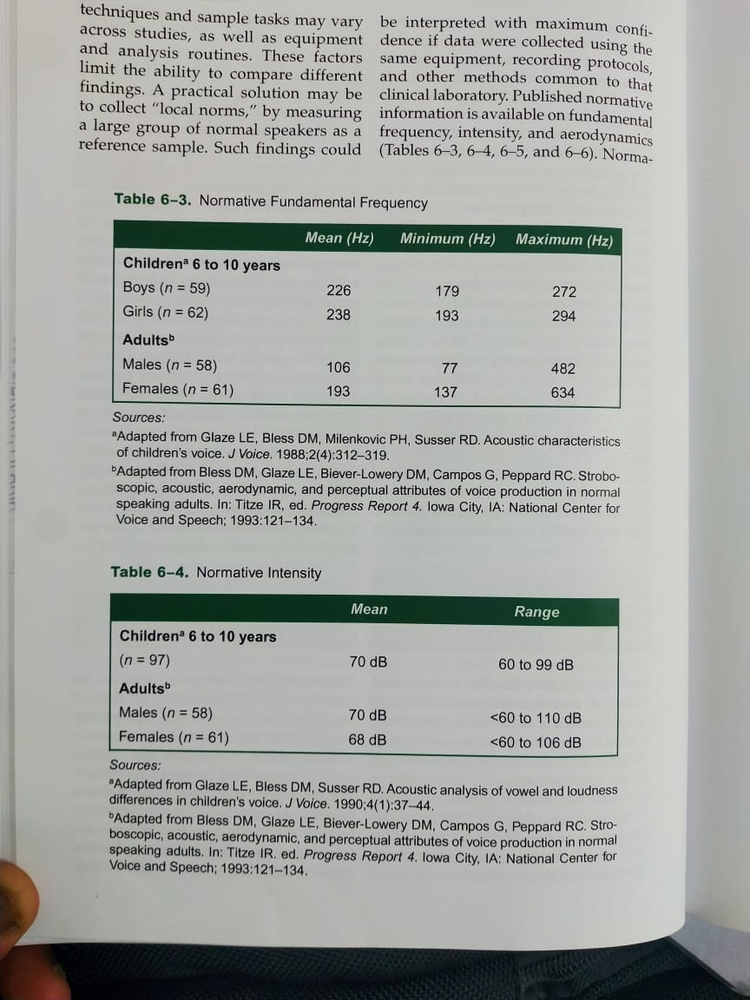 techniques and sample tasks may vary
across studies, as well as equipment
and analysis routines. These factors
limit the ability to compare different
findings. A practical solution may be
to collect “local norms,” by measuring
a large group of normal speakers as a
reference sample. Such findings could
be interpreted with maximum confi-
dence if data were collected using the
same equipment, recording protocols,
and other methods common to that
clinical laboratory. Published normative
information is available on fundamental
frequency, intensity, and aerodynamics
(Tables 6–3, 6–4, 6–5, and 6–6). Norma-
Table 6–3. Normative Fundamental Frequency
Mean (Hz) Minimum (Hz) Maximum (Hz)
Childrenᵃ 6 to 10 years
Boys (n = 59) 226 179 272
Girls (n = 62) 238 193 294
Adultsᵇ
Males (n = 58) 106 77 482
Females (n = 61) 193 137 634
Sources:
ᵃAdapted from Glaze LE, Bless DM, Milenkovic PH, Susser RD. Acoustic characteristics
of children’s voice. J Voice. 1988;2(4):312–319.
ᵇAdapted from Bless DM, Glaze LE, Biever-Lowery DM, Campos G, Peppard RC. Strobo-
scopic, acoustic, aerodynamic, and perceptual attributes of voice production in normal
speaking adults. In: Titze IR, ed. Progress Report 4. Iowa City, IA: National Center for
Voice and Speech; 1993:121–134.
Table 6–4. Normative Intensity
Mean Range
Childrenᵃ 6 to 10 years
(n = 97) 70 dB 60 to 99 dB
Adultsᵇ
Males (n = 58) 70 dB <60 to 110 dB
Females (n = 61) 68 dB <60 to 106 dB
Sources:
ᵃAdapted from Glaze LE, Bless DM, Susser RD. Acoustic analysis of vowel and loudness
differences in children’s voice. J Voice. 1990;4(1):37–44.
ᵇAdapted from Bless DM, Glaze LE, Biever-Lowery DM, Campos G, Peppard RC. Stro-
boscopic, acoustic, aerodynamic, and perceptual attributes of voice production in normal
speaking adults. In: Titze IR. ed. Progress Report 4. Iowa City, IA: National Center for
Voice and Speech; 1993:121–134.